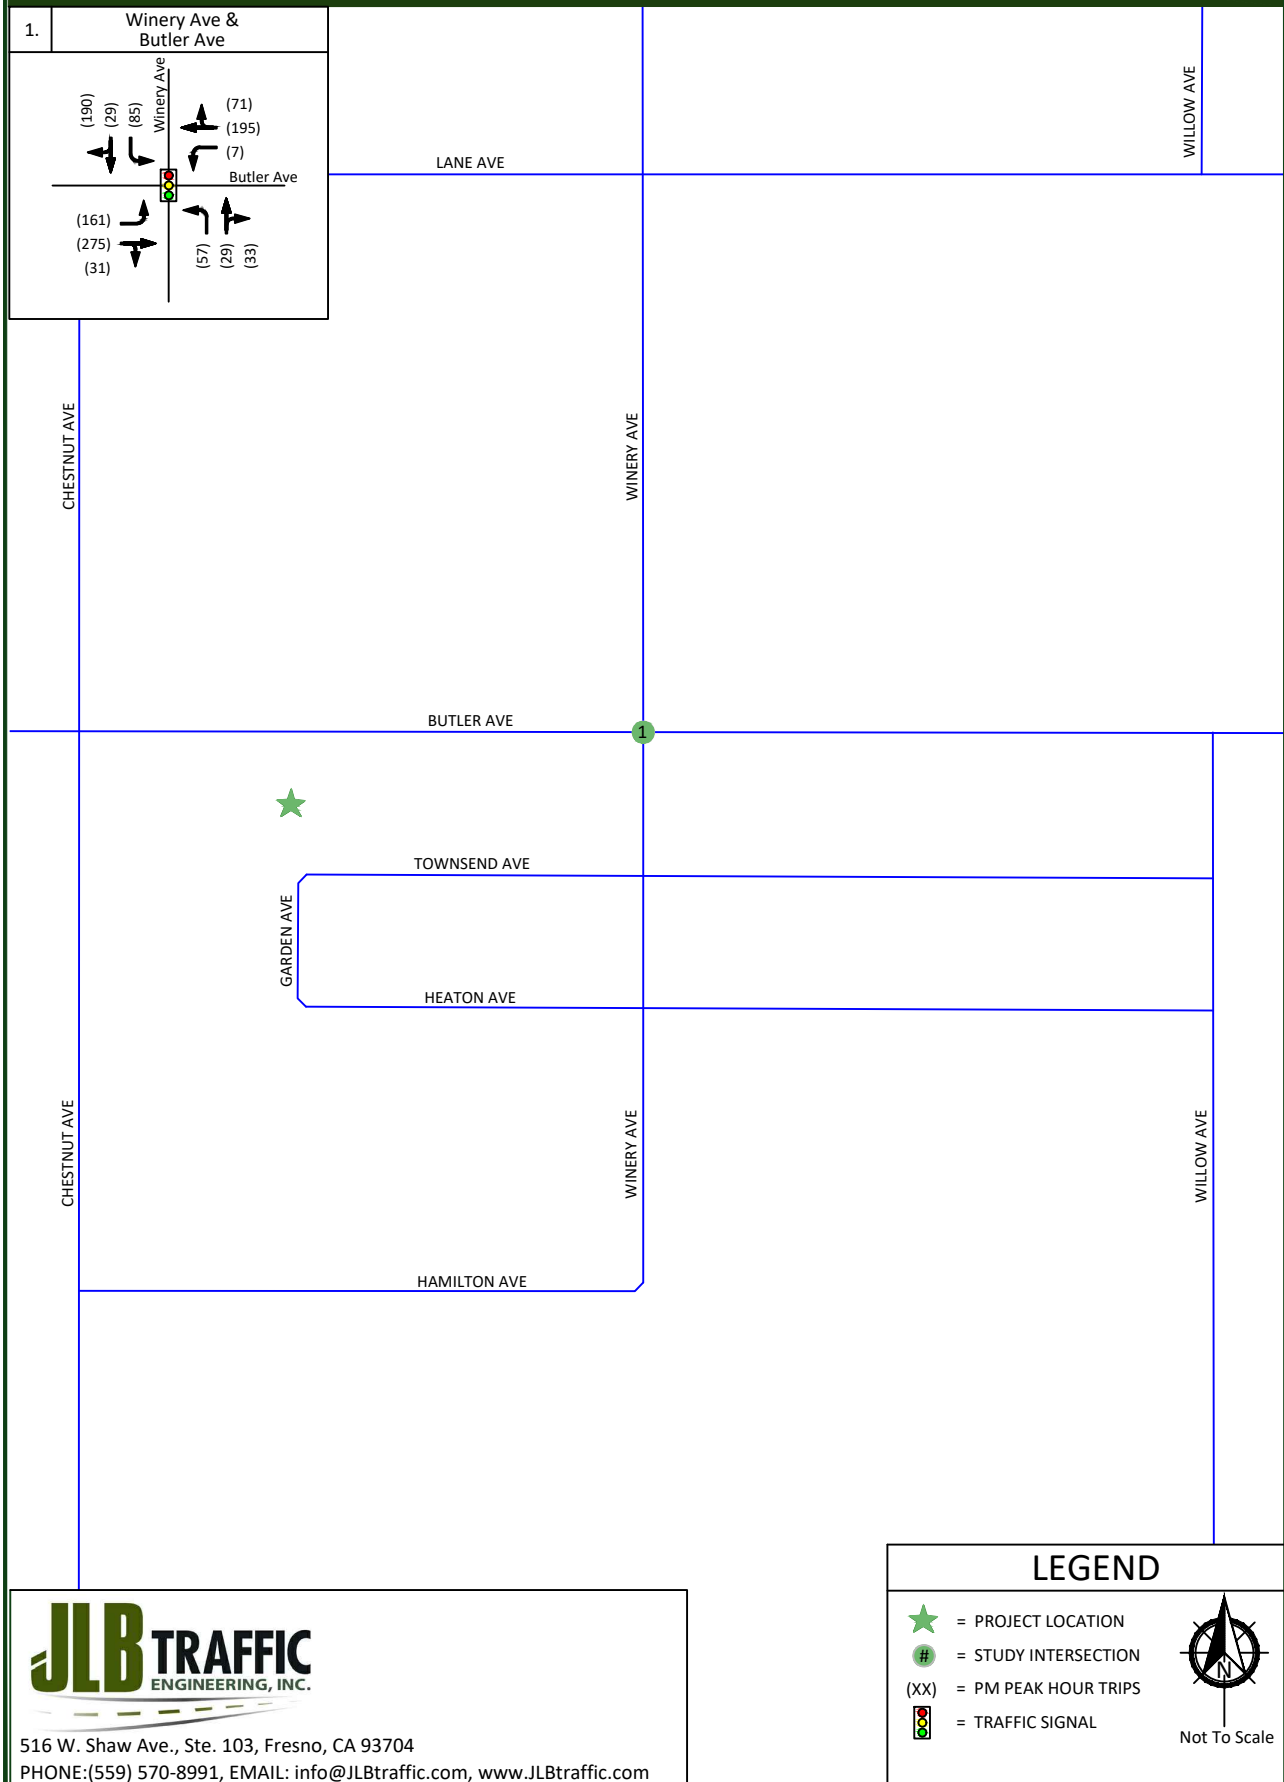 1.
Winery Ave &
Butler Ave
Winery Ave
(190)
(29)
(85)
(71)
(195)
(7)
Butler Ave
(161)
(275)
(31)
(57)
(29)
(33)
WILLOW AVE
LANE AVE
CHESTNUT AVE
WINERY AVE
BUTLER AVE
1
TOWNSEND AVE
GARDEN AVE
HEATON AVE
CHESTNUT AVE
WINERY AVE
WILLOW AVE
HAMILTON AVE
LEGEND
= PROJECT LOCATION
# = STUDY INTERSECTION
(XX) = PM PEAK HOUR TRIPS
= TRAFFIC SIGNAL
N
Not To Scale
JLB TRAFFIC
ENGINEERING, INC.
516 W. Shaw Ave., Ste. 103, Fresno, CA 93704
PHONE:(559) 570-8991, EMAIL: info@JLBtraffic.com, www.JLBtraffic.com